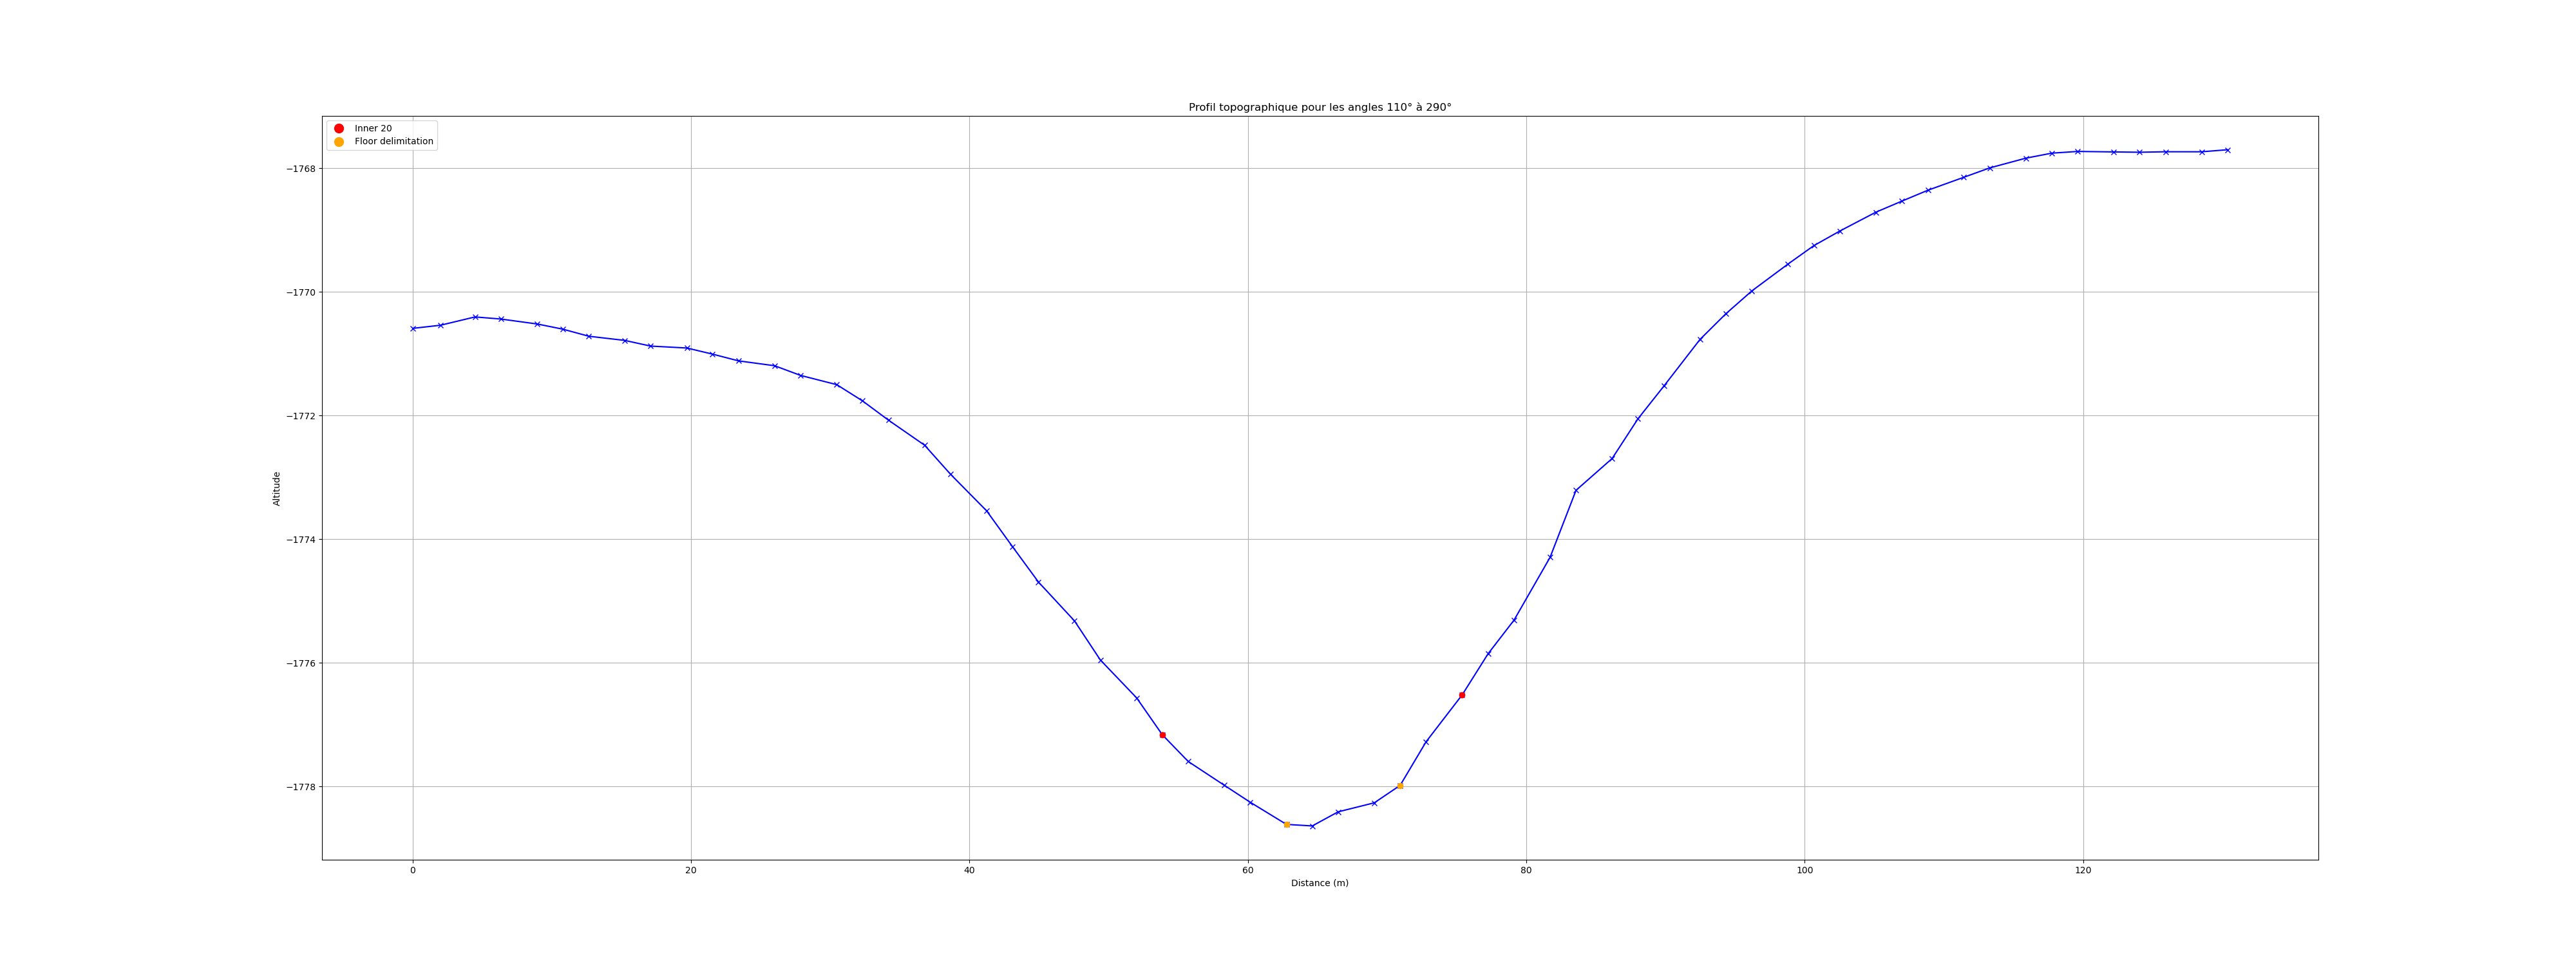 Profil topographique pour les angles 110° à 290°
Inner 20
Floor delimitation
−1768
−1770
−1772
−1774
−1776
−1778
Altitude
0 20 40 60 80 100 120
Distance (m)